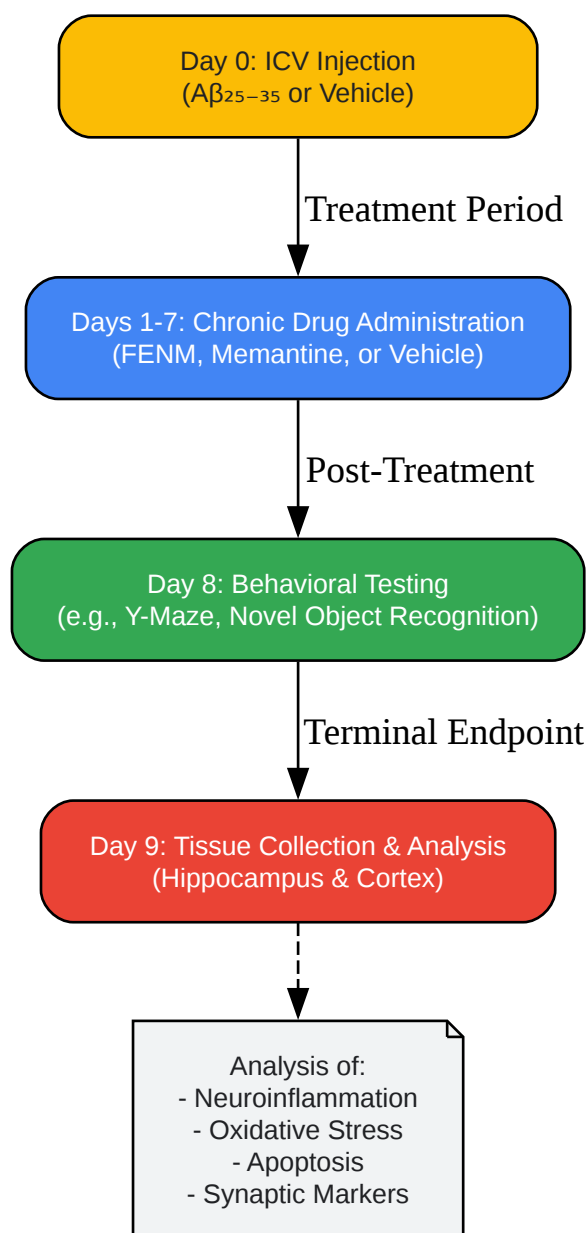 Day 0: ICV Injection
(Aβ₂₅₋₃₅ or Vehicle)
Treatment Period
Days 1-7: Chronic Drug Administration
(FENM, Memantine, or Vehicle)
Post-Treatment
Day 8: Behavioral Testing
(e.g., Y-Maze, Novel Object Recognition)
Terminal Endpoint
Day 9: Tissue Collection & Analysis
(Hippocampus & Cortex)
Analysis of:
- Neuroinflammation
- Oxidative Stress
- Apoptosis
- Synaptic Markers